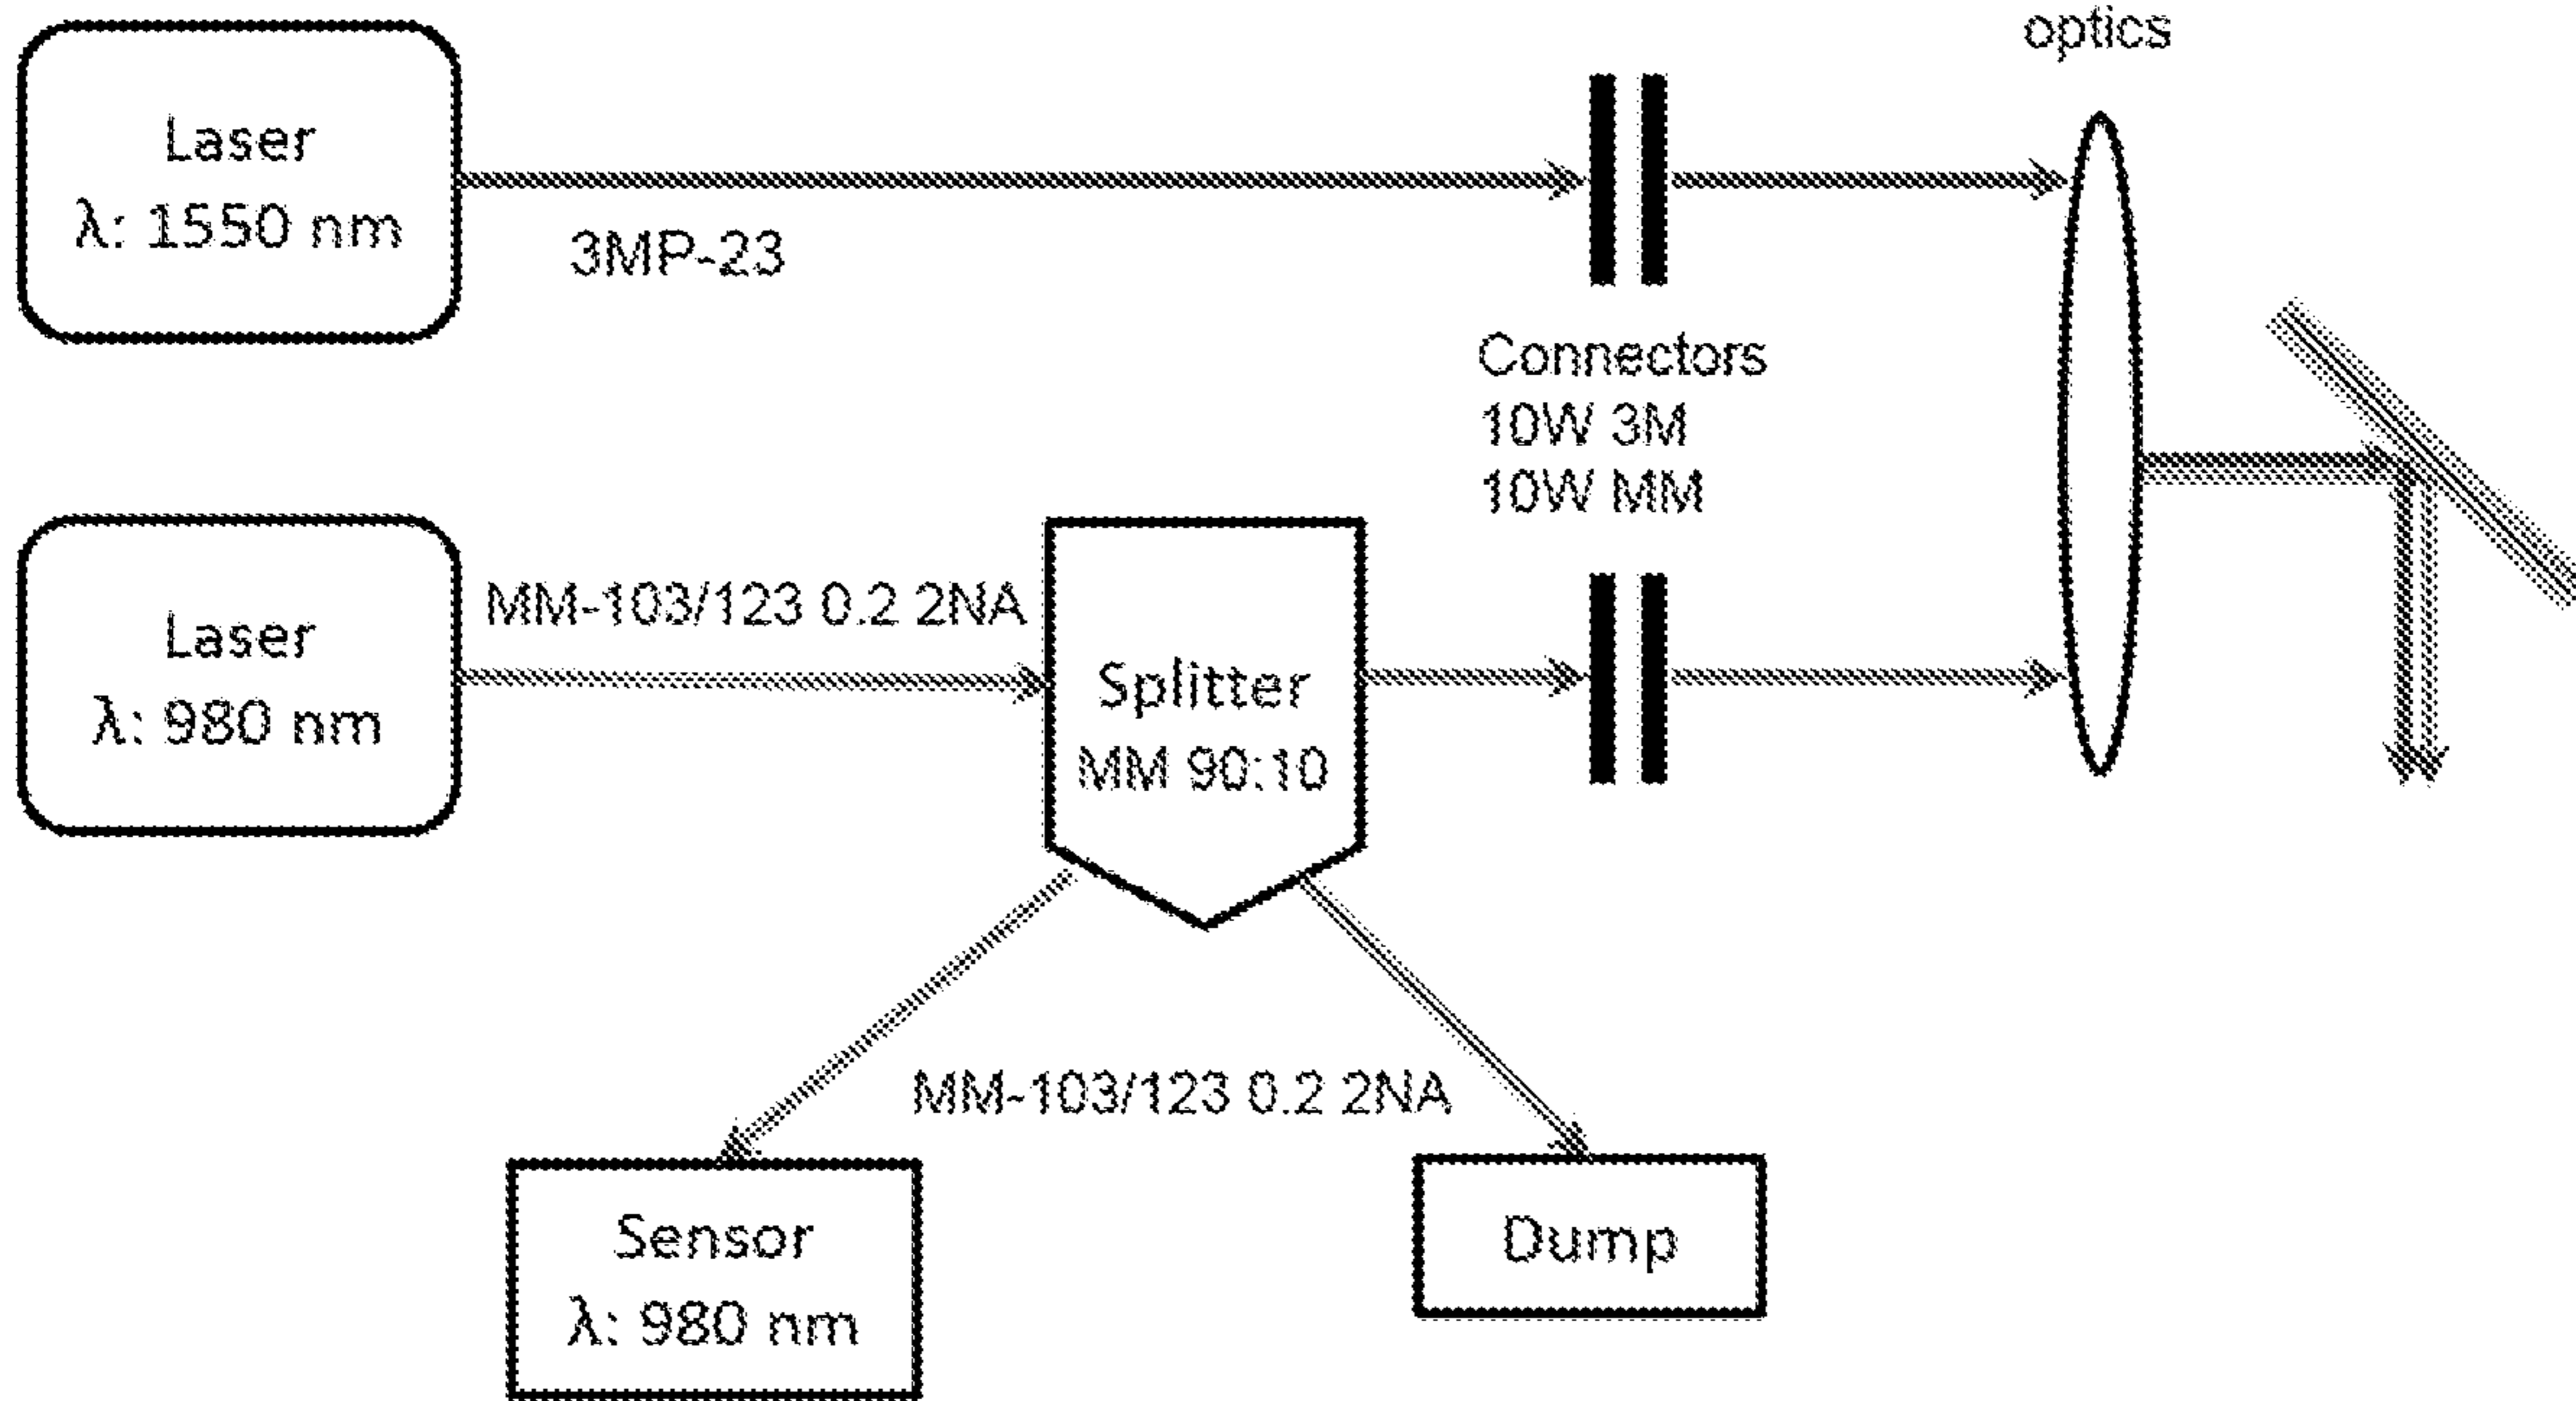 optics
Laser
λ: 1550 nm
3MP-23
Connectors
10W 3M
10W MM
Laser
λ: 980 nm
MM-103/123 0.2 2NA
Splitter
MM 90:10
MM-103/123 0.2 2NA
Sensor
λ: 980 nm
Dump